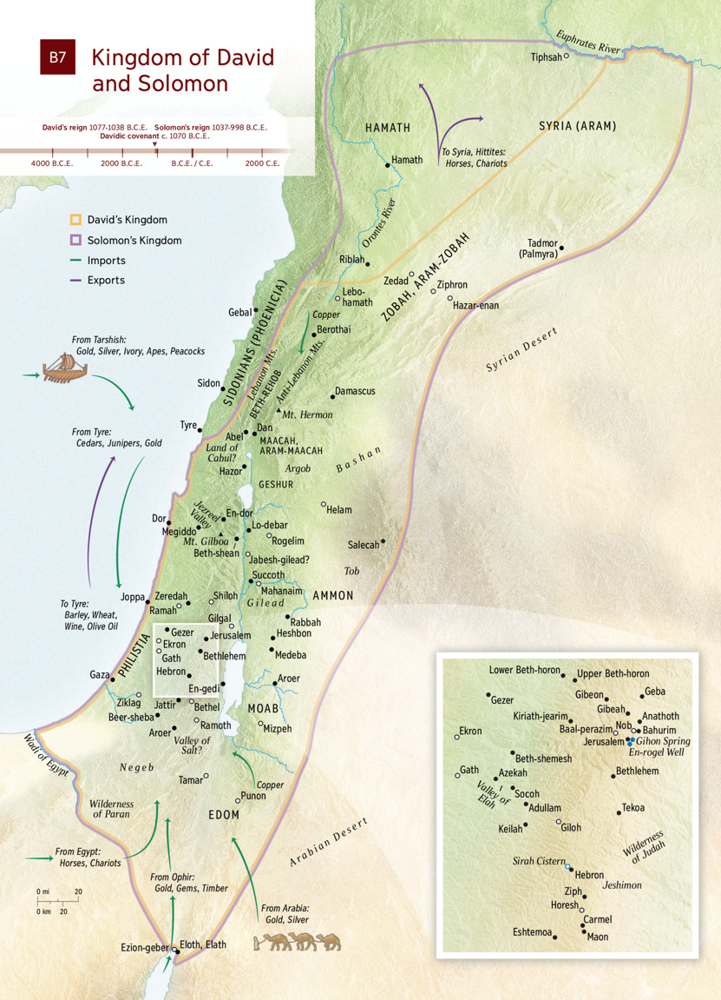 B7
Kingdom of David
and Solomon
David's reign 1077-1038 B.C.E. Solomon's reign 1037-998 B.C.E.
Davidic covenant c. 1070 B.C.E.
4000 B.C.E. 2000 B.C.E. B.C.E. / C.E. 2000 C.E.
David's Kingdom
Solomon's Kingdom
Imports
Exports
Euphrates River
Tiphsah
HAMATH
SYRIA (ARAM)
To Syria, Hittites:
Horses, Chariots
Hamath
Orontes River
Tadmor
(Palmyra)
Riblah
ZOBAH, ARAM-ZOBAH
Zedad
Ziphron
Lebo-
hamath
Hazar-enan
Gebal
SIDONIANS (PHOENICIA)
Copper
Berothai
Syrian Desert
From Tarshish:
Gold, Silver, Ivory, Apes, Peacocks
Lebanon Mts.
BETH-REHOB
Anti-Lebanon Mts.
Sidon
Damascus
Mt. Hermon
Tyre
From Tyre:
Cedars, Junipers, Gold
Abel
Dan
MAACAH,
ARAM-MAACAH
Land of
Cabul?
Bashan
Hazor
Argob
GESHUR
Helam
Dor
Jezreel
Valley
En-dor
Megiddo
Lo-debar
Mt. Gilboa
Rogelim
Beth-shean
Salecah
Jabesh-gilead?
Tob
Succoth
Mahanaim
AMMON
Joppa
Zeredah
Shiloh
Gilead
Ramah
To Tyre:
Barley, Wheat,
Wine, Olive Oil
Gilgal
Rabbah
Gezer
Jerusalem
Heshbon
Ekron
PHILISTIA
Gath
Bethlehem
Medeba
Hebron
Gaza
En-gedi
Aroer
Ziklag
Jattir
Bethel
MOAB
Beer-sheba
Ramoth
Mizpeh
Aroer
Valley of
Salt?
Wadi of Egypt
Negeb
Tamar
Copper
Punon
Wilderness
of Paran
EDOM
Arabian Desert
From Egypt:
Horses, Chariots
From Ophir:
Gold, Gems, Timber
0 mi 20
0 km 20
From Arabia:
Gold, Silver
Ezion-geber
Eloth, Elath
Lower Beth-horon
Upper Beth-horon
Gezer
Gibeon
Geba
Gibeah
Kiriath-jearim
Anathoth
Nob
Baal-perazim
Bahurim
Ekron
Jerusalem
Gihon Spring
En-rogel Well
Beth-shemesh
Gath
Azekah
Bethlehem
Valley of
Elah
Socoh
Adullam
Tekoa
Keilah
Giloh
Wilderness
of Judah
Sirah Cistern
Hebron
Jeshimon
Ziph
Horesh
Carmel
Eshtemoa
Maon